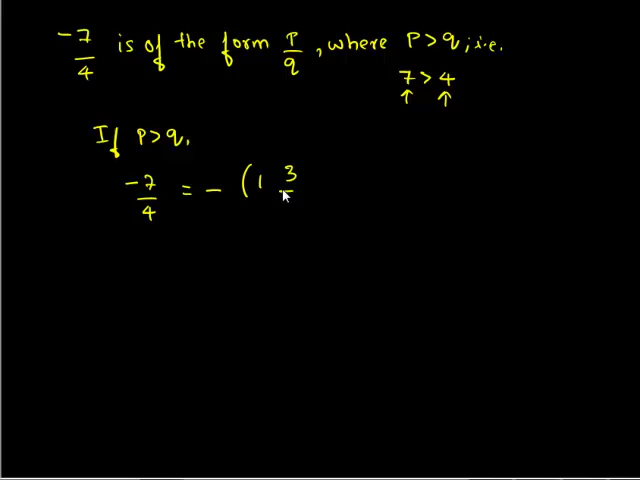 -7/4 is of the form P/q, where P>q, i.e.
7>4
↑ ↑
If P>q,
-7/4 = - (1 3